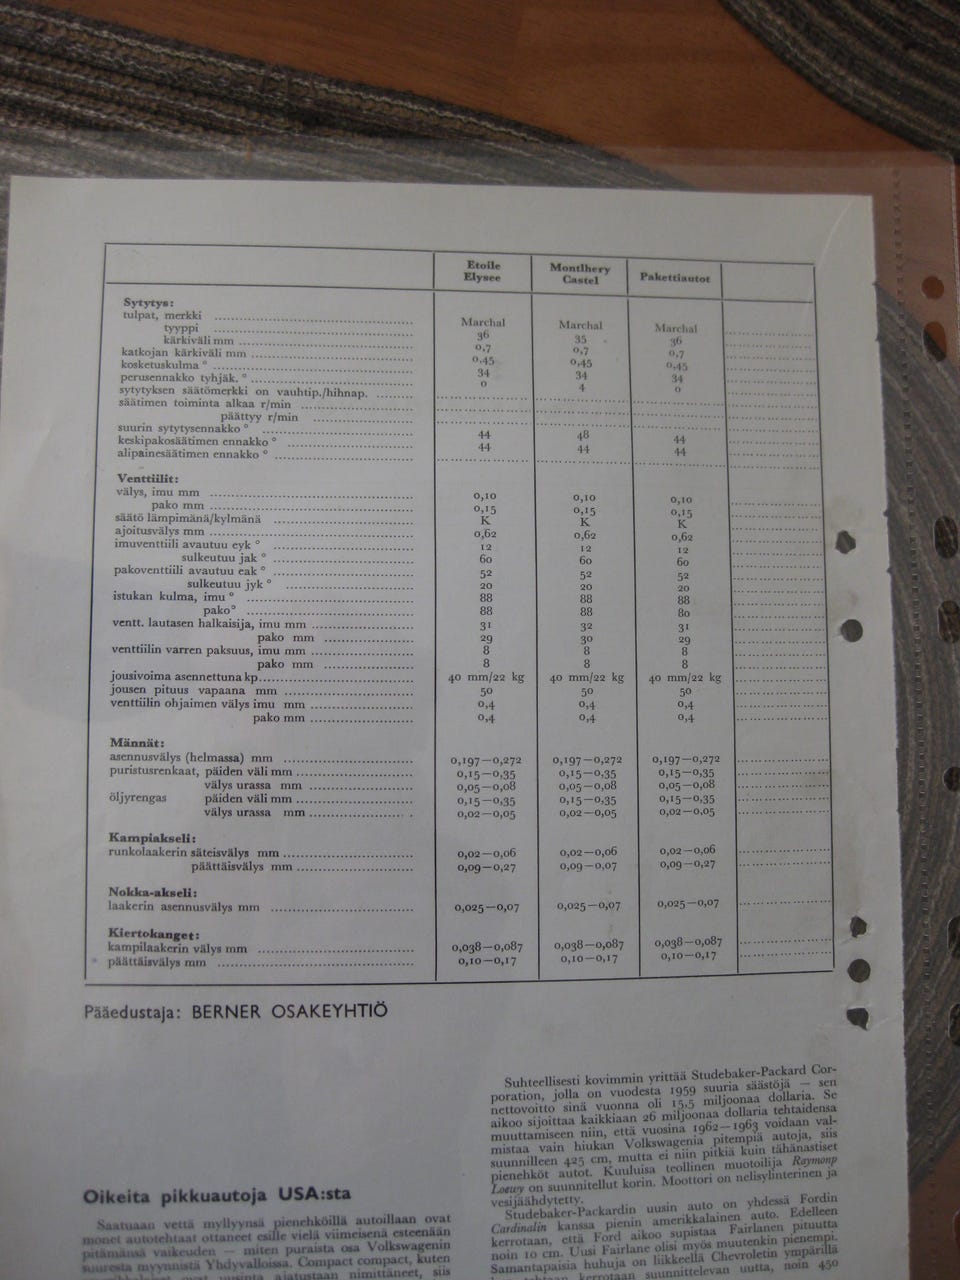 Etoile Elysee Montlhery Castel Pakettiautot
Sytytys:
tulpat, merkki Marchal Marchal Marchal
tyyppi 36 35 36
kärkiväli mm 0,7 0,7 0,7
katkojan kärkiväli mm 0,45 0,45 0,45
kosketuskulma ° 34 34 34
perusennakko tyhjäk. ° 0 4 0
sytytyksen säätömerkki on vauhtip./hihnap.
säätimen toiminta alkaa r/min
päättyy r/min
suurin sytytysennakko ° 44 48 44
keskipakosäätimen ennakko ° 44 44 44
alipainesäätimen ennakko °
Venttiilit:
välys, imu mm 0,10 0,10 0,10
pako mm 0,15 0,15 0,15
säätö lämpimänä/kylmänä K K K
ajoitusvälys mm 0,62 0,62 0,62
imuventtiili avautuu eyk ° 12 12 12
sulkeutuu jak ° 60 60 60
pakoventtiili avautuu eak ° 52 52 52
sulkeutuu jyk ° 20 20 20
istukan kulma, imu ° 88 88 88
pako° 88 88 80
ventt. lautasen halkaisija, imu mm 31 32 31
pako mm 29 30 29
venttiilin varren paksuus, imu mm 8 8 8
pako mm 8 8 8
jousivoima asennettuna kp 40 mm/22 kg 40 mm/22 kg 40 mm/22 kg
jousen pituus vapaana mm 50 50 50
venttiilin ohjaimen välys imu mm 0,4 0,4 0,4
pako mm 0,4 0,4 0,4
Männät:
asennusvälys (helmassa) mm 0,197—0,272 0,197—0,272 0,197—0,272
puristusrenkaat, päiden väli mm 0,15—0,35 0,15—0,35 0,15—0,35
välys urassa mm 0,05—0,08 0,05—0,08 0,05—0,08
öljyrengas päiden väli mm 0,15—0,35 0,15—0,35 0,15—0,35
välys urassa mm 0,02—0,05 0,02—0,05 0,02—0,05
Kampiakseli:
runkolaakerin säteisvälys mm 0,02—0,06 0,02—0,06 0,02—0,06
päättäisvälys mm 0,09—0,27 0,09—0,07 0,09—0,27
Nokka-akseli:
laakerin asennusvälys mm 0,025—0,07 0,025—0,07 0,025—0,07
Kiertokanget:
kampilaakerin välys mm 0,038—0,087 0,038—0,087 0,038—0,087
päättäisvälys mm 0,10—0,17 0,10—0,17 0,10—0,17
Pääedustaja: BERNER OSAKEYHTIÖ
Oikeita pikkuautoja USA:sta
Saatuaan vettä myllyynsä pienehköillä autoillaan ovat
monet autotehtaat ottaneet esille vielä viimeisenä esteenään
pitämänsä vaikeuden — miten puraista osa Volkswagenin
suuresta myynnistä Yhdysvalloissa. Compact compact, kuten
nimittäneet, siis
Suhteellisesti kovimmin yrittää Studebaker-Packard Cor-
poration, jolla on vuodesta 1959 suuria säästöjä — sen
nettovoitto sinä vuonna oli 15,5 miljoonaa dollaria. Se
aikoo sijoittaa kaikkiaan 26 miljoonaa dollaria tehtaidensa
muuttamiseen niin, että vuosina 1962—1963 voidaan val-
mistaa vain hiukan Volkswagenia pitempiä autoja, siis
suunnilleen 425 cm, mutta ei niin pitkiä kuin tähänastiset
pienehköt autot. Kuuluisa teollinen muotoilija Raymonp
Loewy on suunnitellut korin. Moottori on nelisylinterinen ja
vesijäähdytetty.
Studebaker-Packardin uusin auto on yhdessä Fordin
Cardinalin kanssa pienin amerikkalainen auto. Edelleen
kerrotaan, että Ford aikoo supistaa Fairlanen pituutta
noin 10 cm. Uusi Fairlane olisi myös muutenkin pienempi.
Samantapaisia huhuja on liikkeellä Chevroletin ympärillä
kerrotaan suunnittelevan uutta, noin 450